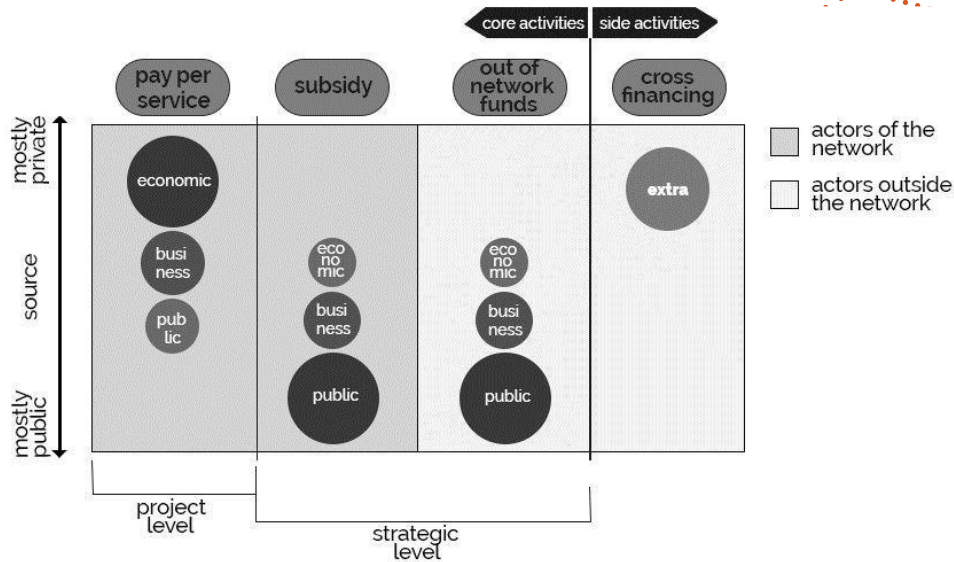 core activities
side activities
pay per
service
subsidy
out of
network
funds
cross
financing
mostly
private
source
mostly
public
economic
busi
ness
pub
lic
eco
no
mic
busi
ness
public
eco
no
mic
busi
ness
public
extra
actors of the
network
actors outside
the network
project
level
strategic
level